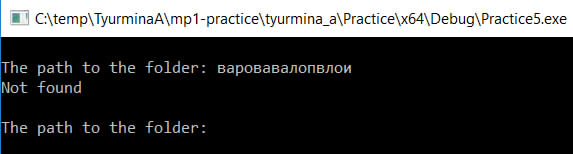 C:\temp\TyurminaA\mp1-practice\tyurmina_a\Practice\x64\Debug\Practice5.exe
The path to the folder: варовавалопвлои
Not found
The path to the folder: